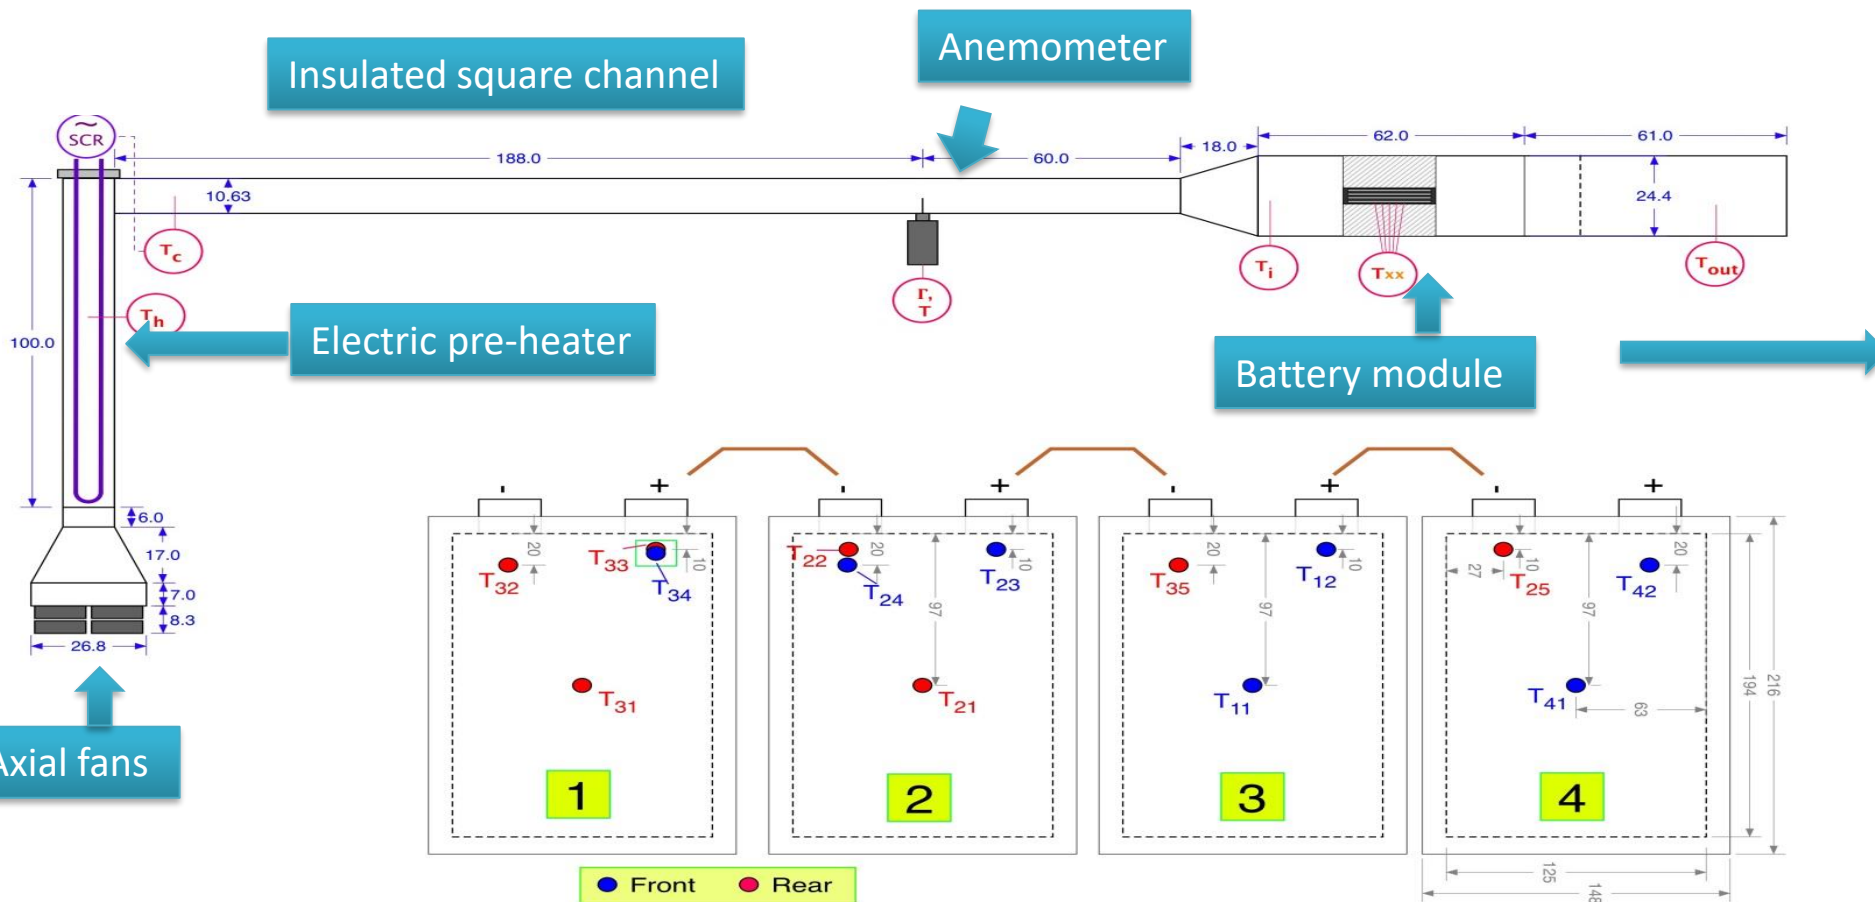 Anemometer
Insulated square channel
~
SCR
188.0
60.0
18.0
62.0
61.0
10.63
24.4
Tc
Ti
Txx
Tout
Γ,
T
Th
100.0
Electric pre-heater
Battery module
6.0
17.0
7.0
8.3
26.8
Axial fans
- +
- +
- +
- +
20
10
T32
T33
T34
T31
1
T22
20
T24
T23
10
97
T21
2
T35
20
T12
10
97
T11
3
27
T25
10
T42
20
97
T41
63
194
216
4
125
148
Front
Rear